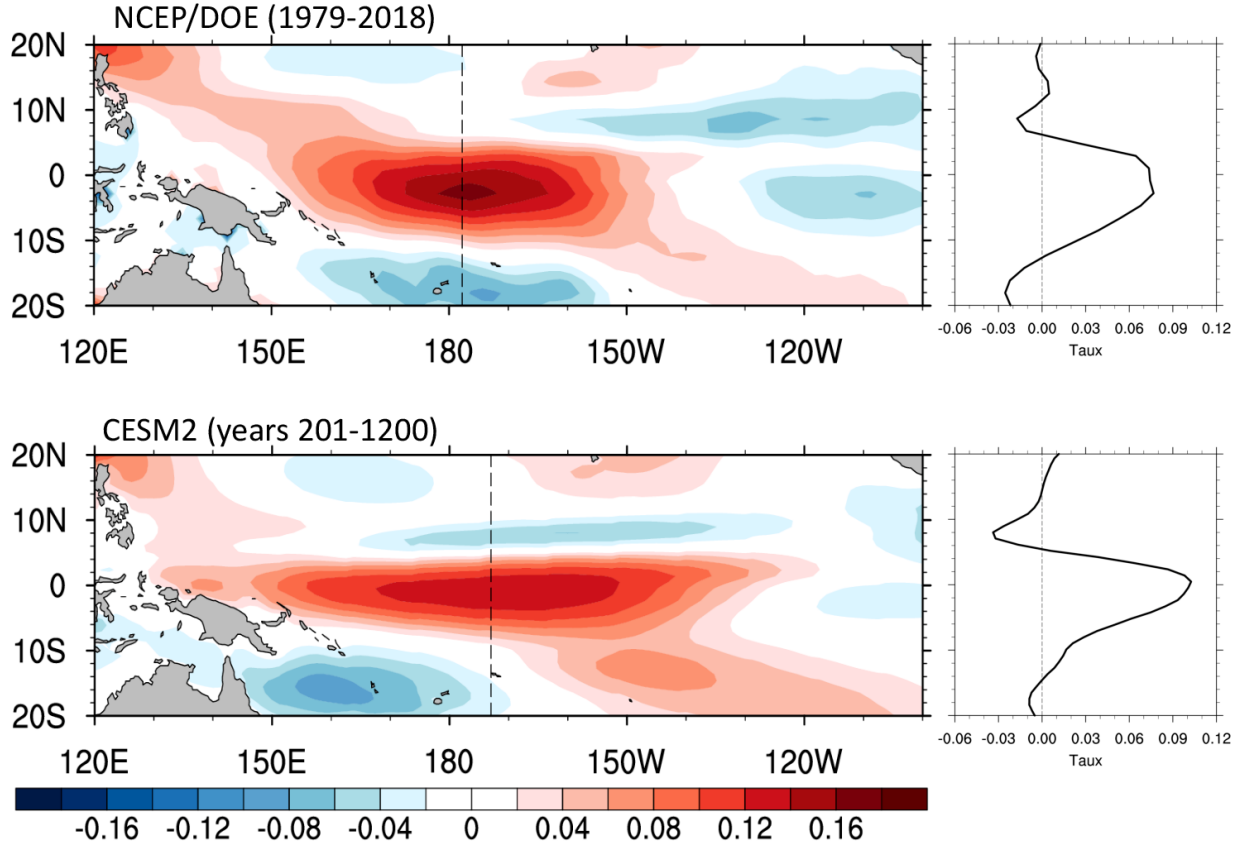 NCEP/DOE (1979-2018)
20N
10N
0
10S
20S
120E 150E 180 150W 120W
-0.06 -0.03 0.00 0.03 0.06 0.09 0.12
Taux
CESM2 (years 201-1200)
20N
10N
0
10S
20S
120E 150E 180 150W 120W
-0.06 -0.03 0.00 0.03 0.06 0.09 0.12
Taux
-0.16 -0.12 -0.08 -0.04 0 0.04 0.08 0.12 0.16